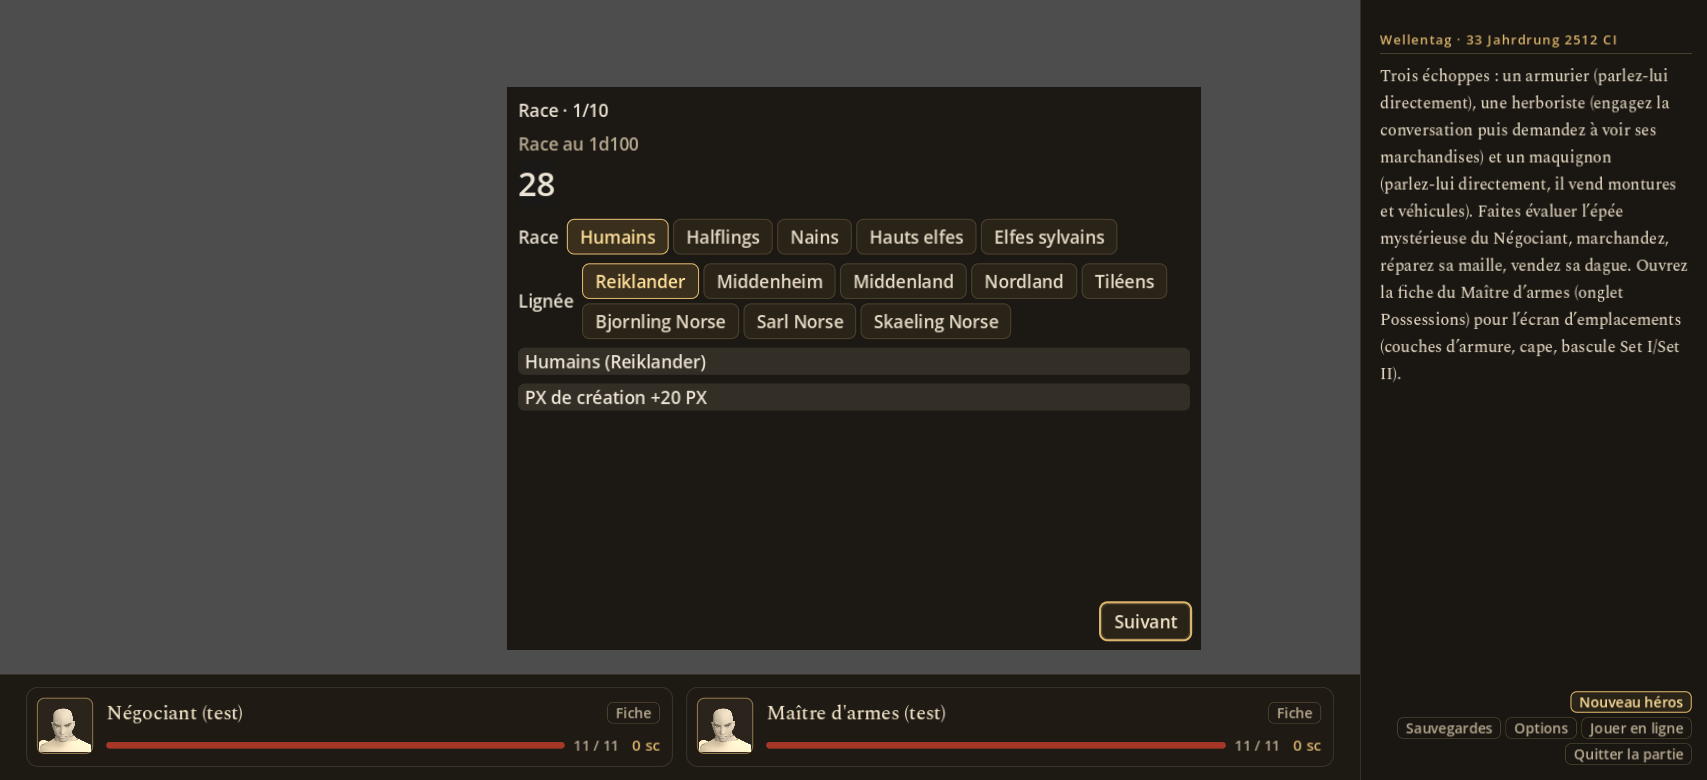 Race · 1/10
Race au 1d100
28
Race Humains Halflings Nains Hauts elfes Elfes sylvains
Lignée Reiklander Middenheim Middenland Nordland Tiléens
Bjornling Norse Sarl Norse Skaeling Norse
Humains (Reiklander)
PX de création +20 PX
Suivant
Négociant (test) Fiche
11 / 11 0 sc
Maître d'armes (test) Fiche
11 / 11 0 sc
Wellentag · 33 Jahrdrung 2512 CI
Trois échoppes : un armurier (parlez-lui
directement), une herboriste (engagez la
conversation puis demandez à voir ses
marchandises) et un maquignon
(parlez-lui directement, il vend montures
et véhicules). Faites évaluer l’épée
mystérieuse du Négociant, marchandez,
réparez sa maille, vendez sa dague. Ouvrez
la fiche du Maître d’armes (onglet
Possessions) pour l’écran d’emplacements
(couches d’armure, cape, bascule Set I/Set
II).
Nouveau héros
Sauvegardes Options Jouer en ligne
Quitter la partie